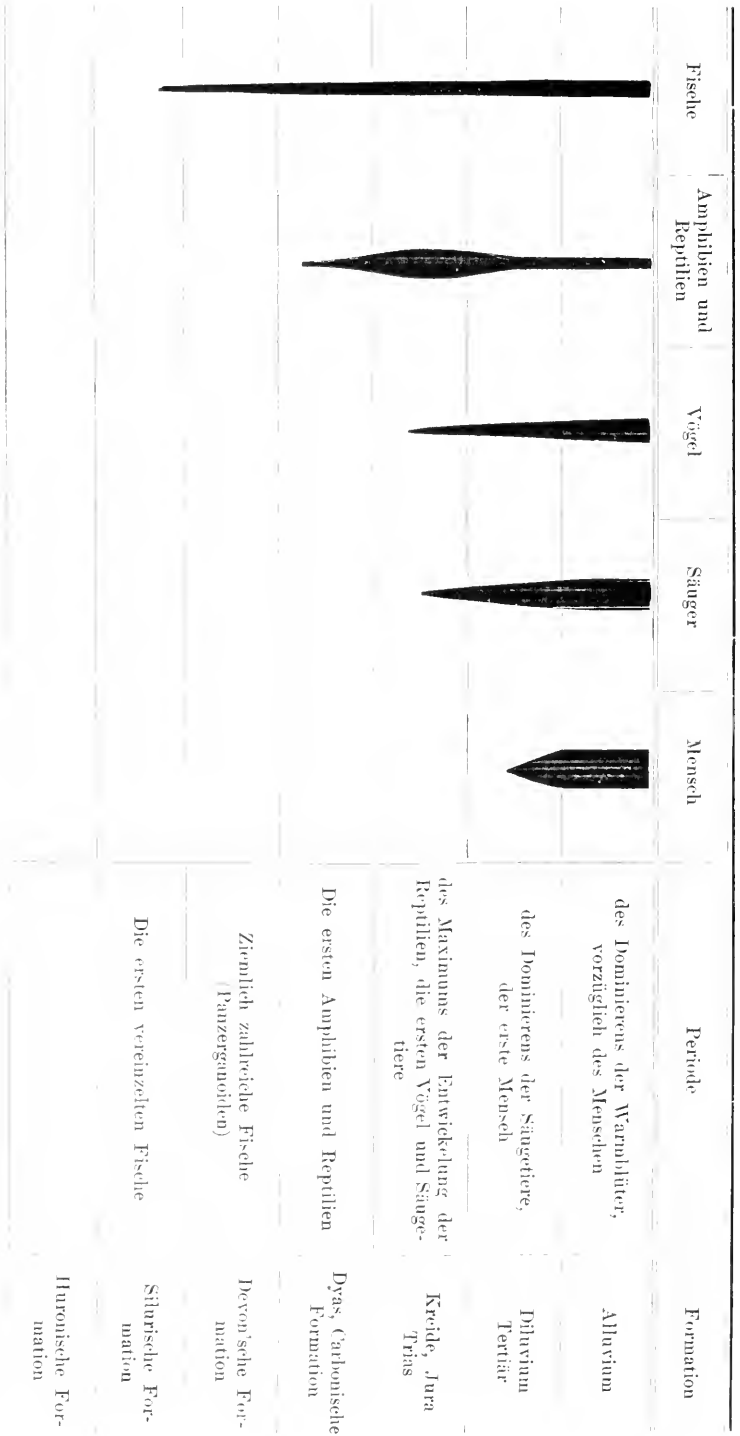 Fische
Amphibien und
Reptilien
Vögel
Säuger
Mensch
Periode
Formation
des Dominierens der Warmblüter,
vorzüglich des Menschen
Alluvium
des Dominierens der Säugetiere,
der erste Mensch
Diluvium
Tertiär
des Maximums der Entwickelung der
Reptilien, die ersten Vögel und Säuge-
tiere
Kreide, Jura
Trias
Die ersten Amphibien und Reptilien
Dyas, Carbonische
Formation
Ziemlich zahlreiche Fische
(Panzerganoiden)
Devon'sche For-
mation
Die ersten vereinzelten Fische
Silurische For-
mation
Huronische For-
mation